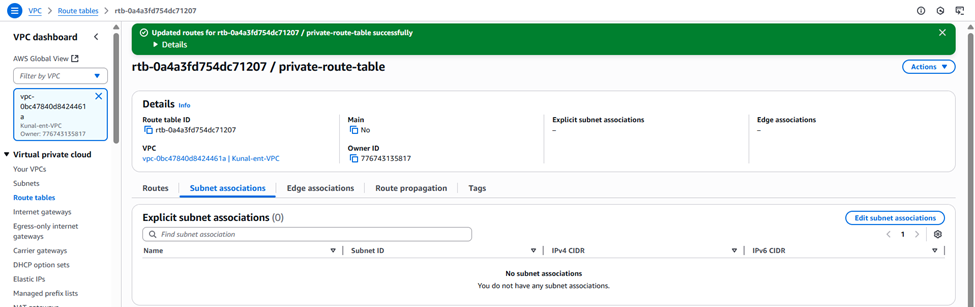 VPC > Route tables > rtb-0a4a3fd754dc71207
VPC dashboard
AWS Global View
Filter by VPC
vpc-
0bc47840d8424461
a
Kunal-ent-VPC
Owner: 776743135817
Virtual private cloud
Your VPCs
Subnets
Route tables
Internet gateways
Egress-only internet
gateways
Carrier gateways
DHCP option sets
Elastic IPs
Managed prefix lists
NAT gateways
Updated routes for rtb-0a4a3fd754dc71207 / private-route-table successfully
Details
rtb-0a4a3fd754dc71207 / private-route-table
Actions
Details Info
Route table ID
rtb-0a4a3fd754dc71207
Main
No
Explicit subnet associations
–
Edge associations
–
VPC
vpc-0bc47840d8424461a | Kunal-ent-VPC
Owner ID
776743135817
Routes Subnet associations Edge associations Route propagation Tags
Explicit subnet associations (0)
Edit subnet associations
Find subnet association
1
Name Subnet ID IPv4 CIDR IPv6 CIDR
No subnet associations
You do not have any subnet associations.